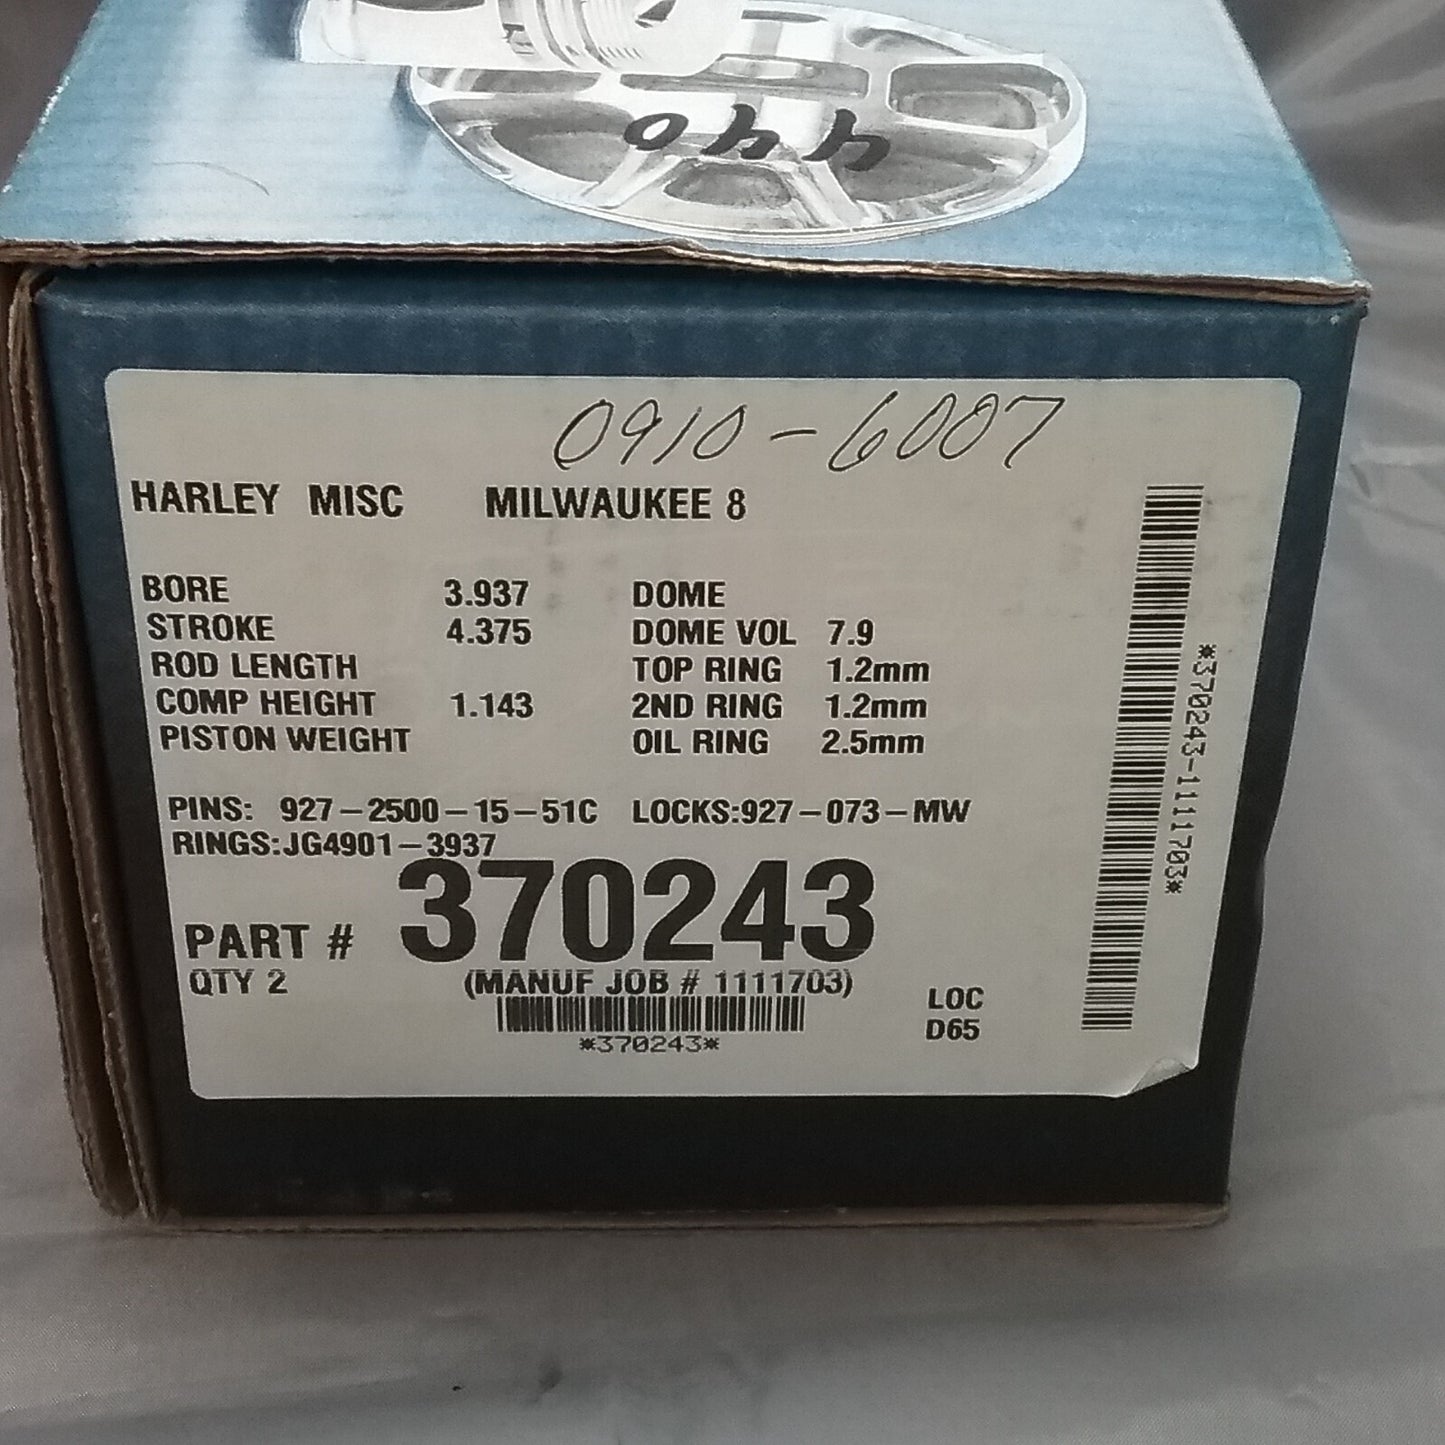 440
0910-6007
HARLEY MISC MILWAUKEE 8
BORE 3.937 DOME
STROKE 4.375 DOME VOL 7.9
ROD LENGTH TOP RING 1.2mm
COMP HEIGHT 1.143 2ND RING 1.2mm
PISTON WEIGHT OIL RING 2.5mm
PINS: 927-2500-15-51C LOCKS:927-073-MW
RINGS:JG4901-3937
PART # 370243
QTY 2 (MANUF JOB # 1111703)
*370243*
LOC
D65
*370243-1111703*